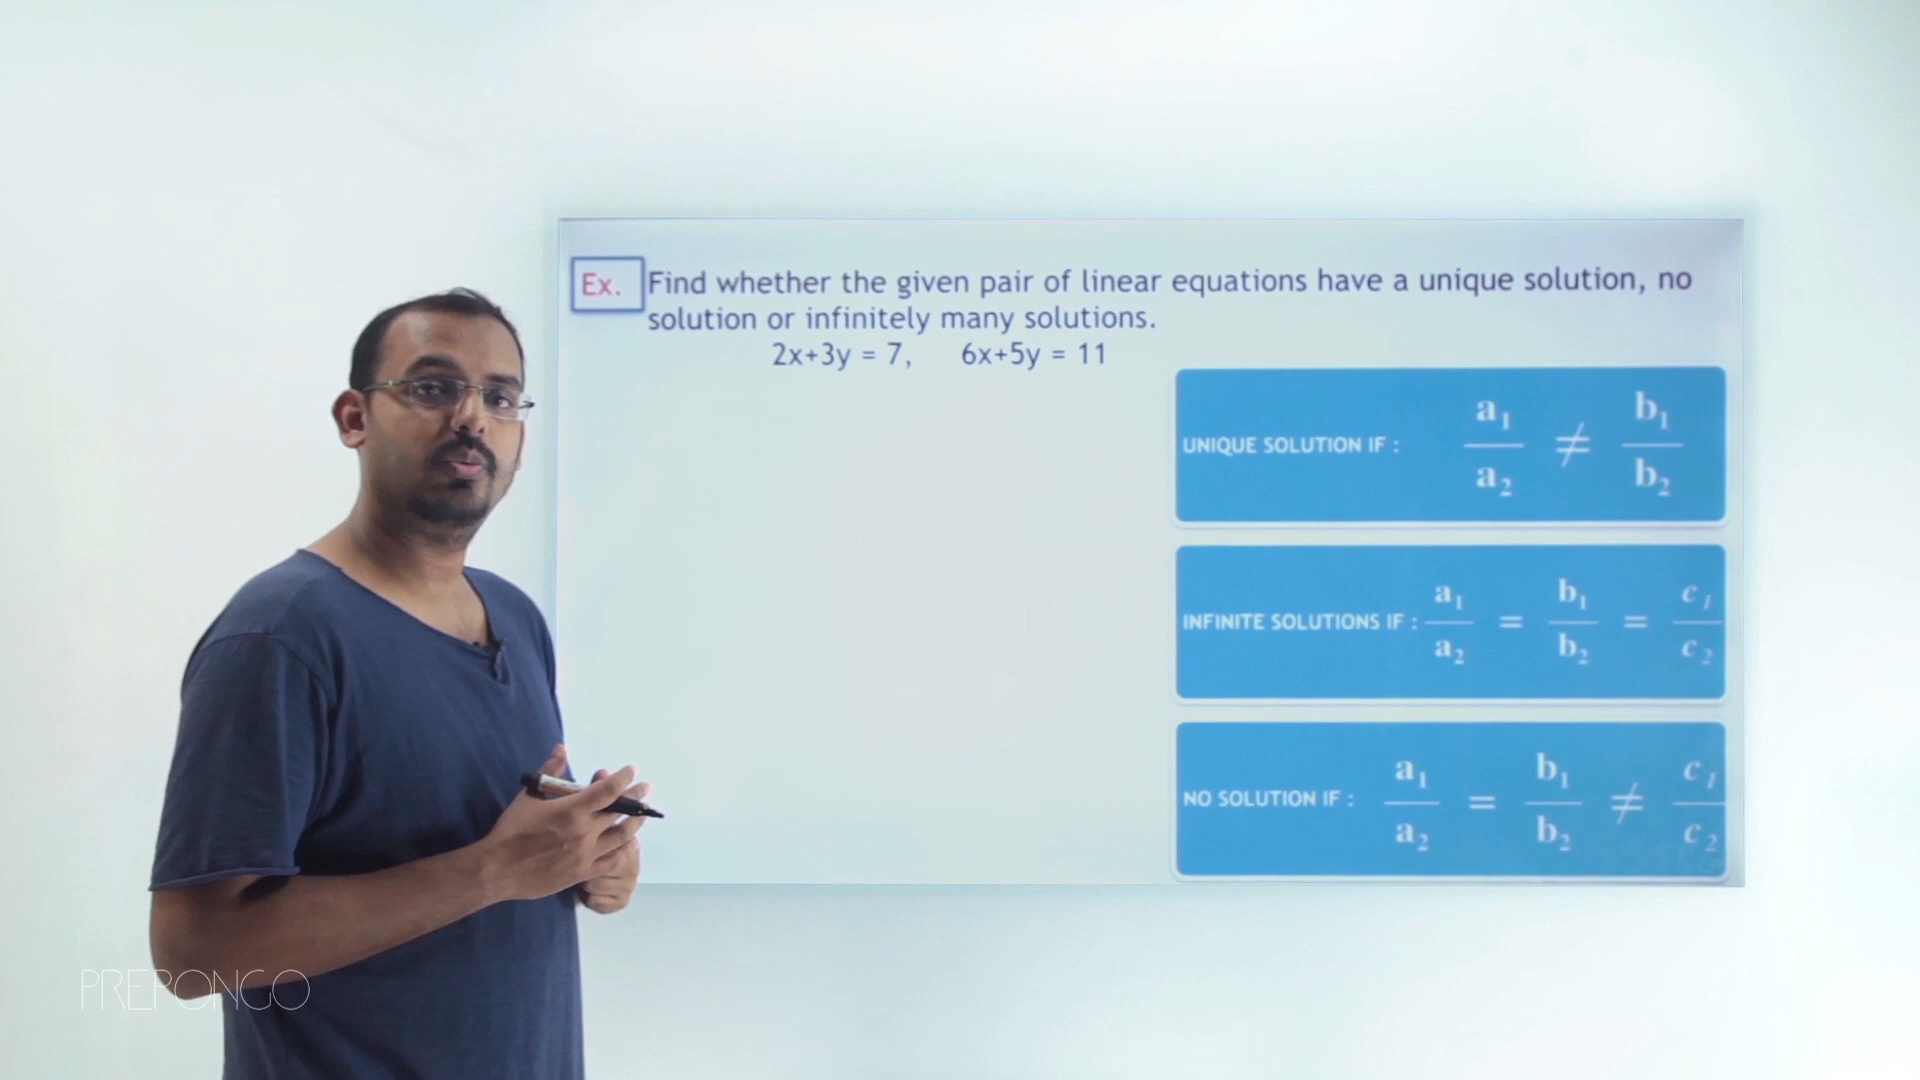 Ex. Find whether the given pair of linear equations have a unique solution, no
solution or infinitely many solutions.
2x+3y = 7, 6x+5y = 11
UNIQUE SOLUTION IF : a₁/a₂ ≠ b₁/b₂
INFINITE SOLUTIONS IF : a₁/a₂ = b₁/b₂ = c₁/c₂
NO SOLUTION IF : a₁/a₂ = b₁/b₂ ≠ c₁/c₂
PREPONGO